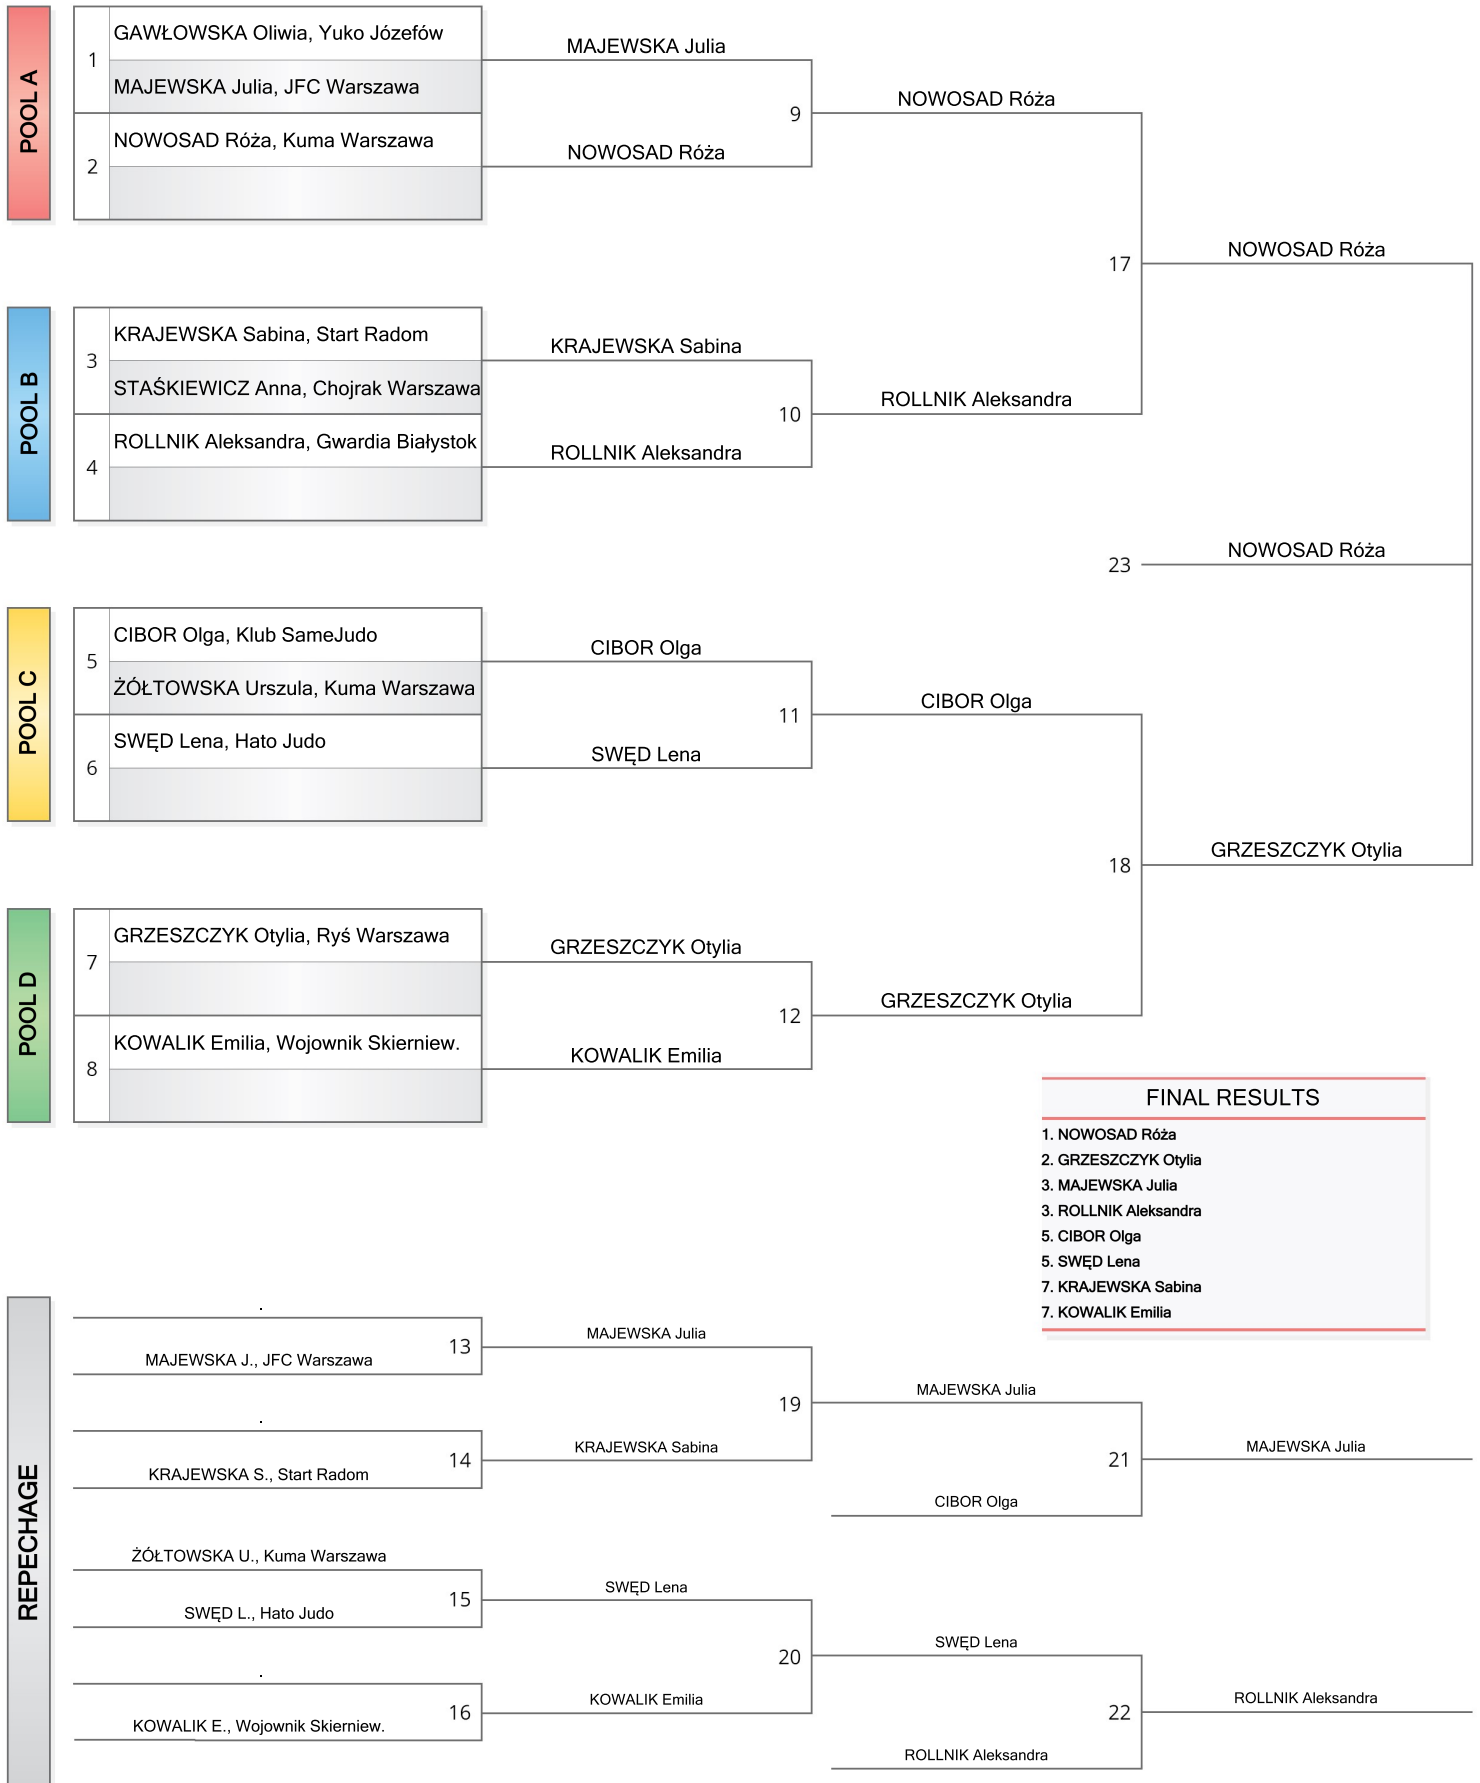 POOL A
1
GAWŁOWSKA Oliwia, Yuko Józefów
MAJEWSKA Julia, JFC Warszawa
2
NOWOSAD Róża, Kuma Warszawa
MAJEWSKA Julia
NOWOSAD Róża
9
NOWOSAD Róża
17
NOWOSAD Róża
POOL B
3
KRAJEWSKA Sabina, Start Radom
STAŚKIEWICZ Anna, Chojrak Warszawa
4
ROLLNIK Aleksandra, Gwardia Białystok
KRAJEWSKA Sabina
ROLLNIK Aleksandra
10
ROLLNIK Aleksandra
23
NOWOSAD Róża
POOL C
5
CIBOR Olga, Klub SameJudo
ŻÓŁTOWSKA Urszula, Kuma Warszawa
6
SWĘD Lena, Hato Judo
CIBOR Olga
SWĘD Lena
11
CIBOR Olga
18
GRZESZCZYK Otylia
POOL D
7
GRZESZCZYK Otylia, Ryś Warszawa
8
KOWALIK Emilia, Wojownik Skierniew.
GRZESZCZYK Otylia
KOWALIK Emilia
12
GRZESZCZYK Otylia
FINAL RESULTS
1. NOWOSAD Róża
2. GRZESZCZYK Otylia
3. MAJEWSKA Julia
3. ROLLNIK Aleksandra
5. CIBOR Olga
5. SWĘD Lena
7. KRAJEWSKA Sabina
7. KOWALIK Emilia
REPECHAGE
.
MAJEWSKA J., JFC Warszawa
13
.
KRAJEWSKA S., Start Radom
14
MAJEWSKA Julia
KRAJEWSKA Sabina
19
MAJEWSKA Julia
CIBOR Olga
21
MAJEWSKA Julia
ŻÓŁTOWSKA U., Kuma Warszawa
SWĘD L., Hato Judo
15
.
KOWALIK E., Wojownik Skierniew.
16
SWĘD Lena
KOWALIK Emilia
20
SWĘD Lena
ROLLNIK Aleksandra
22
ROLLNIK Aleksandra